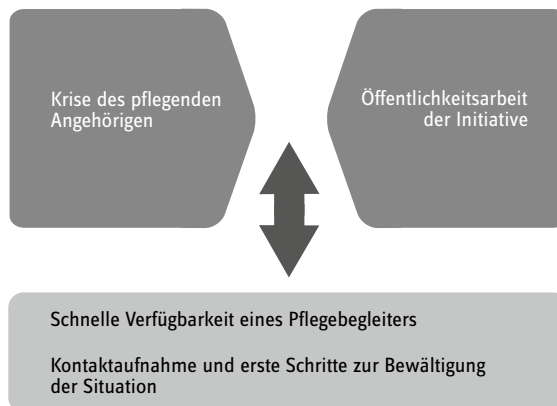 Krise des pflegenden
Angehörigen
Öffentlichkeitsarbeit
der Initiative
Schnelle Verfügbarkeit eines Pflegebegleiters
Kontaktaufnahme und erste Schritte zur Bewältigung
der Situation